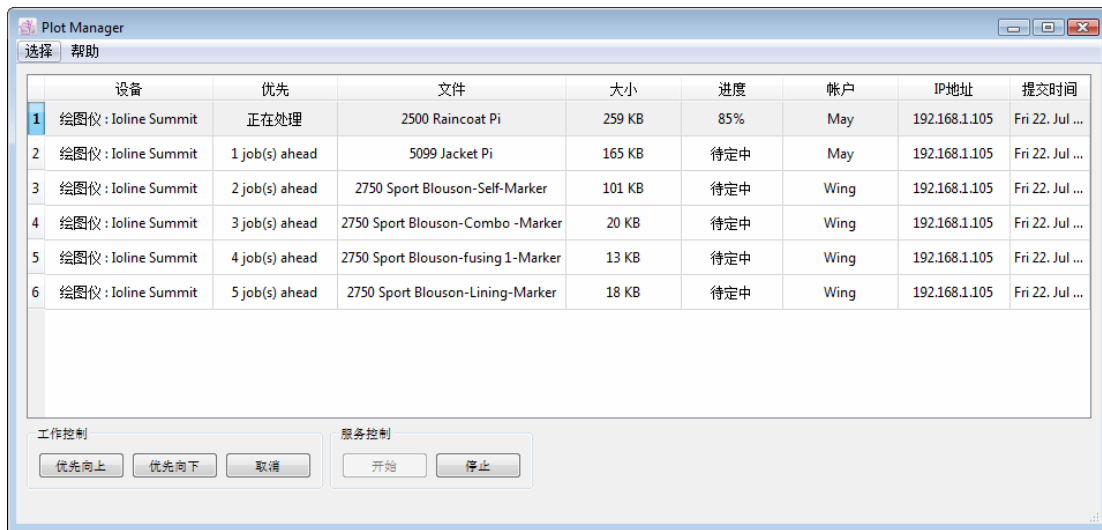 Plot Manager
选择 帮助
设备 优先 文件 大小 进度 帐户 IP地址 提交时间
1 绘图仪 : Ioline Summit 正在处理 2500 Raincoat Pi 259 KB 85% May 192.168.1.105 Fri 22. Jul ...
2 绘图仪 : Ioline Summit 1 job(s) ahead 5099 Jacket Pi 165 KB 待定中 May 192.168.1.105 Fri 22. Jul ...
3 绘图仪 : Ioline Summit 2 job(s) ahead 2750 Sport Blouson-Self-Marker 101 KB 待定中 Wing 192.168.1.105 Fri 22. Jul ...
4 绘图仪 : Ioline Summit 3 job(s) ahead 2750 Sport Blouson-Combo -Marker 20 KB 待定中 Wing 192.168.1.105 Fri 22. Jul ...
5 绘图仪 : Ioline Summit 4 job(s) ahead 2750 Sport Blouson-fusing 1-Marker 13 KB 待定中 Wing 192.168.1.105 Fri 22. Jul ...
6 绘图仪 : Ioline Summit 5 job(s) ahead 2750 Sport Blouson-Lining-Marker 18 KB 待定中 Wing 192.168.1.105 Fri 22. Jul ...
工作控制 服务控制
优先向上 优先向下 取消 开始 停止